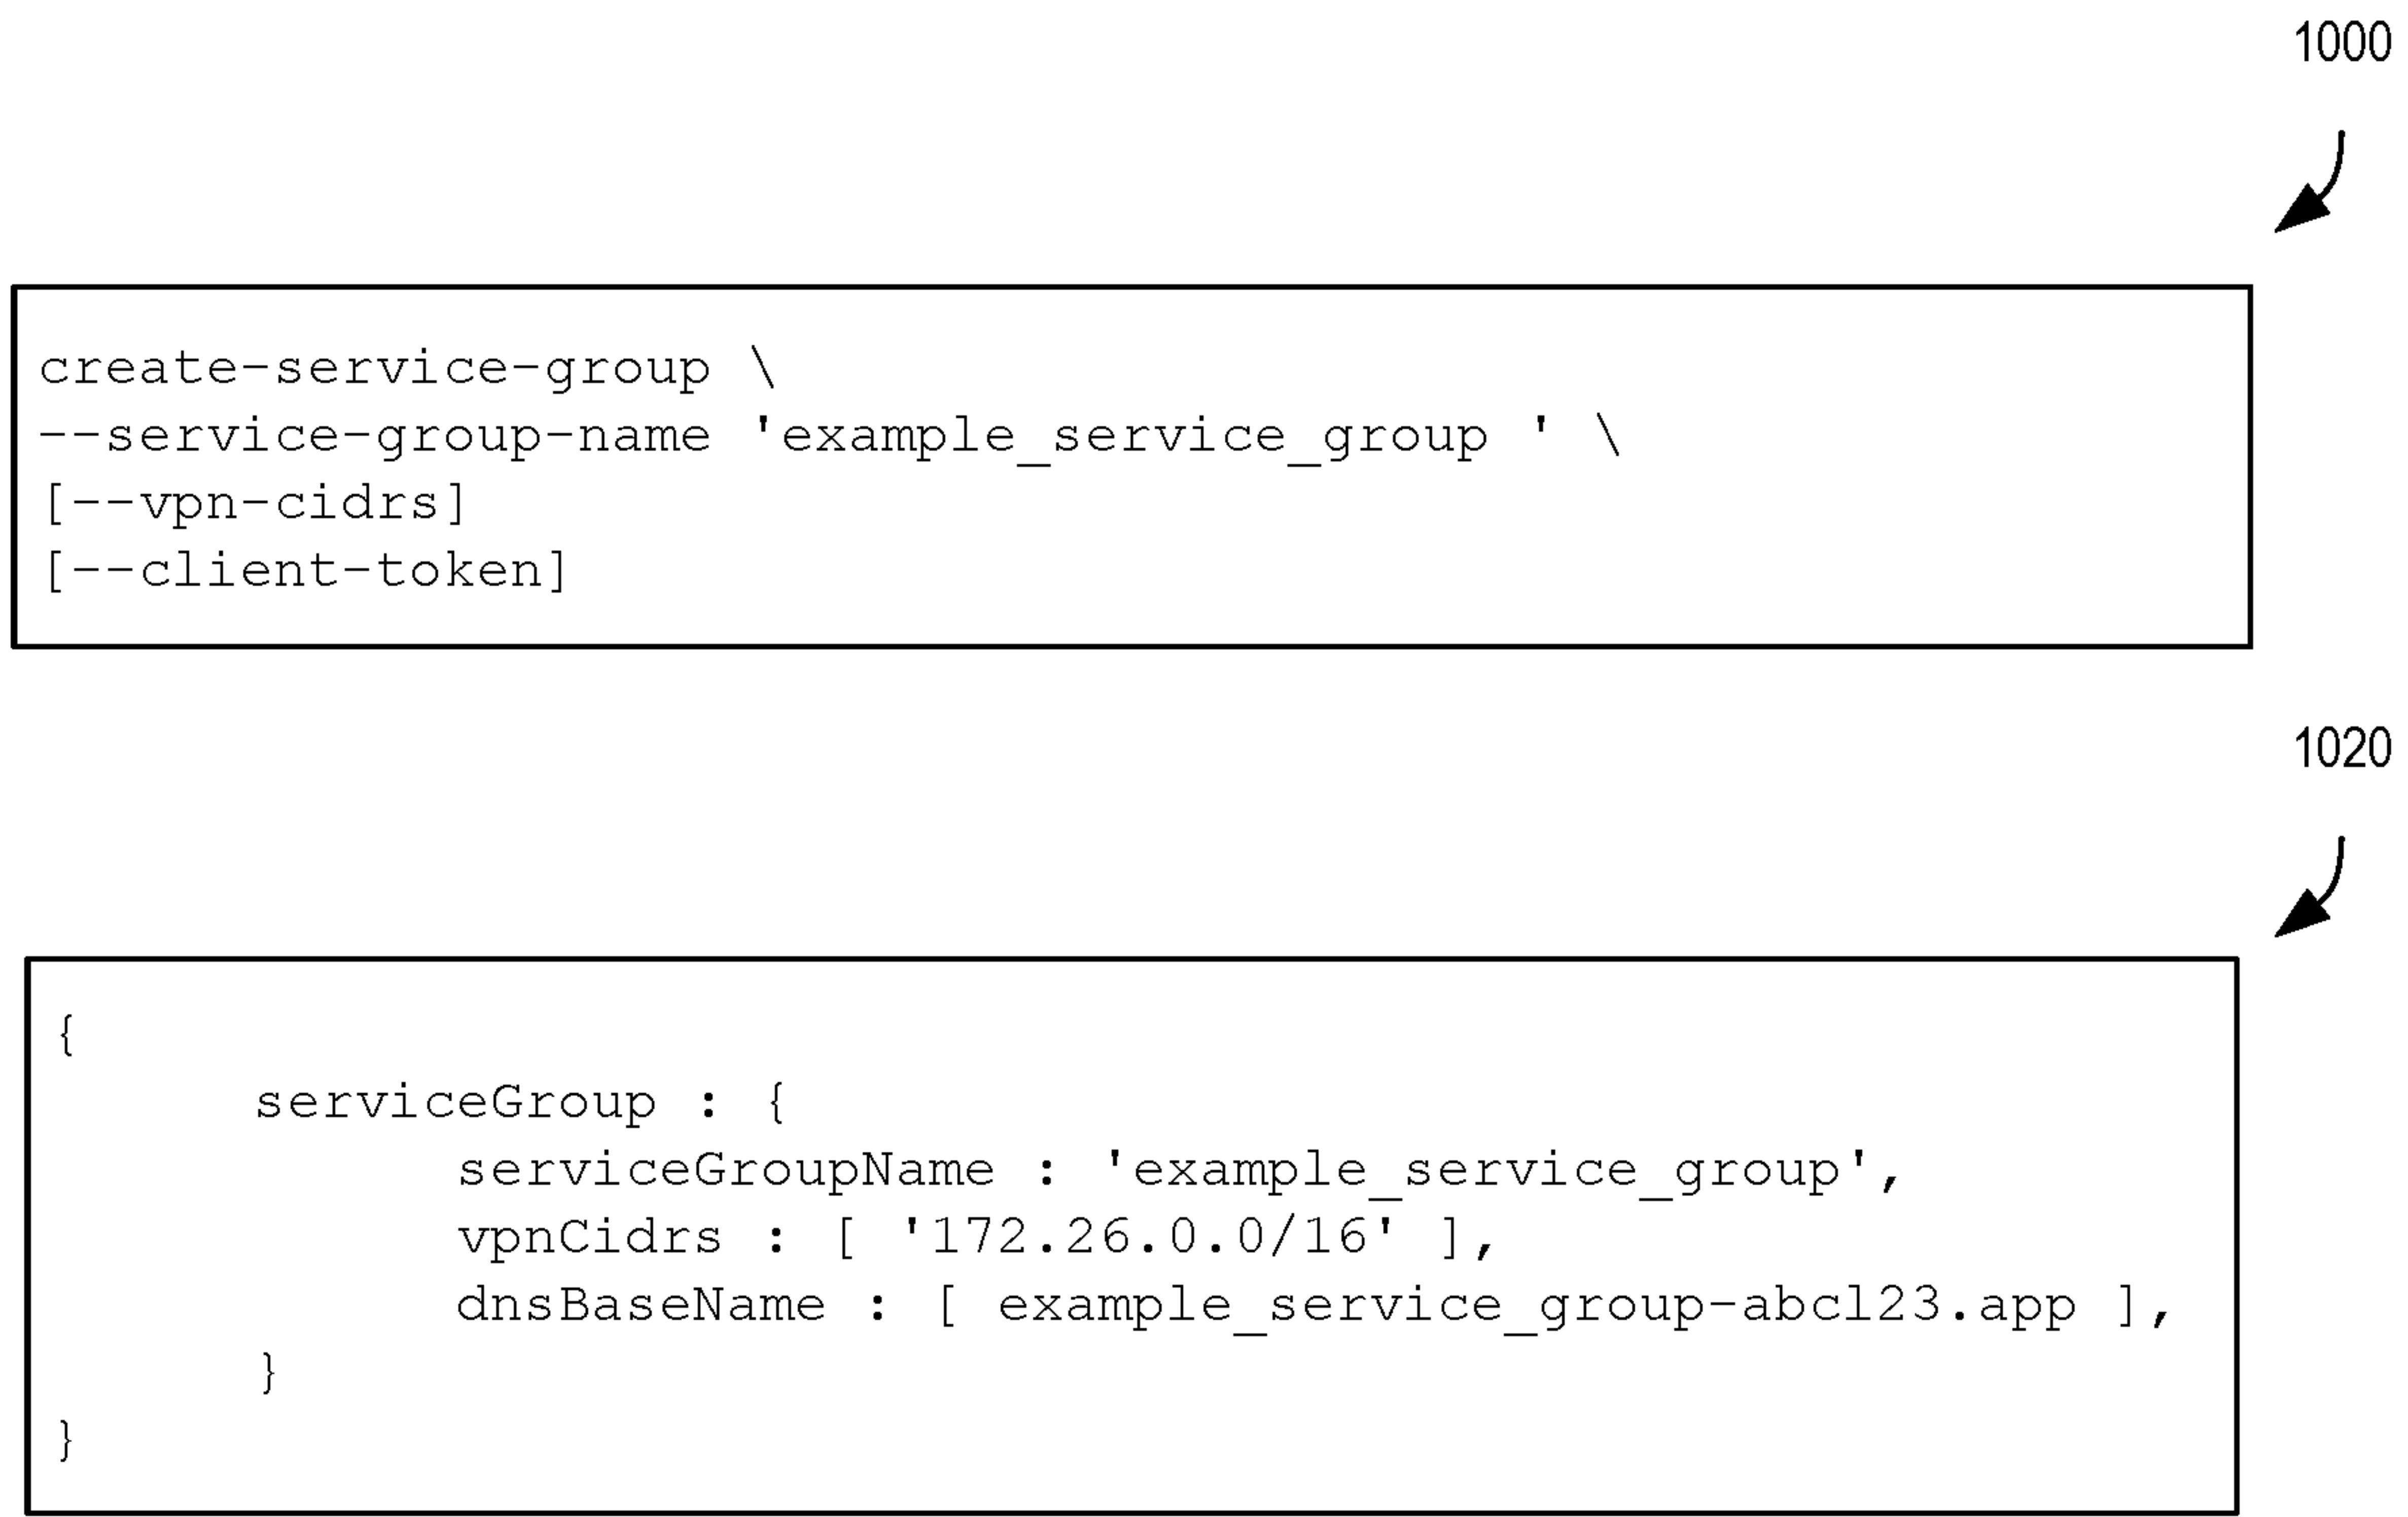 1000
create-service-group \
--service-group-name 'example_service_group ' \
[--vpn-cidrs]
[--client-token]
1020
{
serviceGroup : {
serviceGroupName : 'example_service_group',
vpnCidrs : [ '172.26.0.0/16' ],
dnsBaseName : [ example_service_group-abc123.app ],
}
}